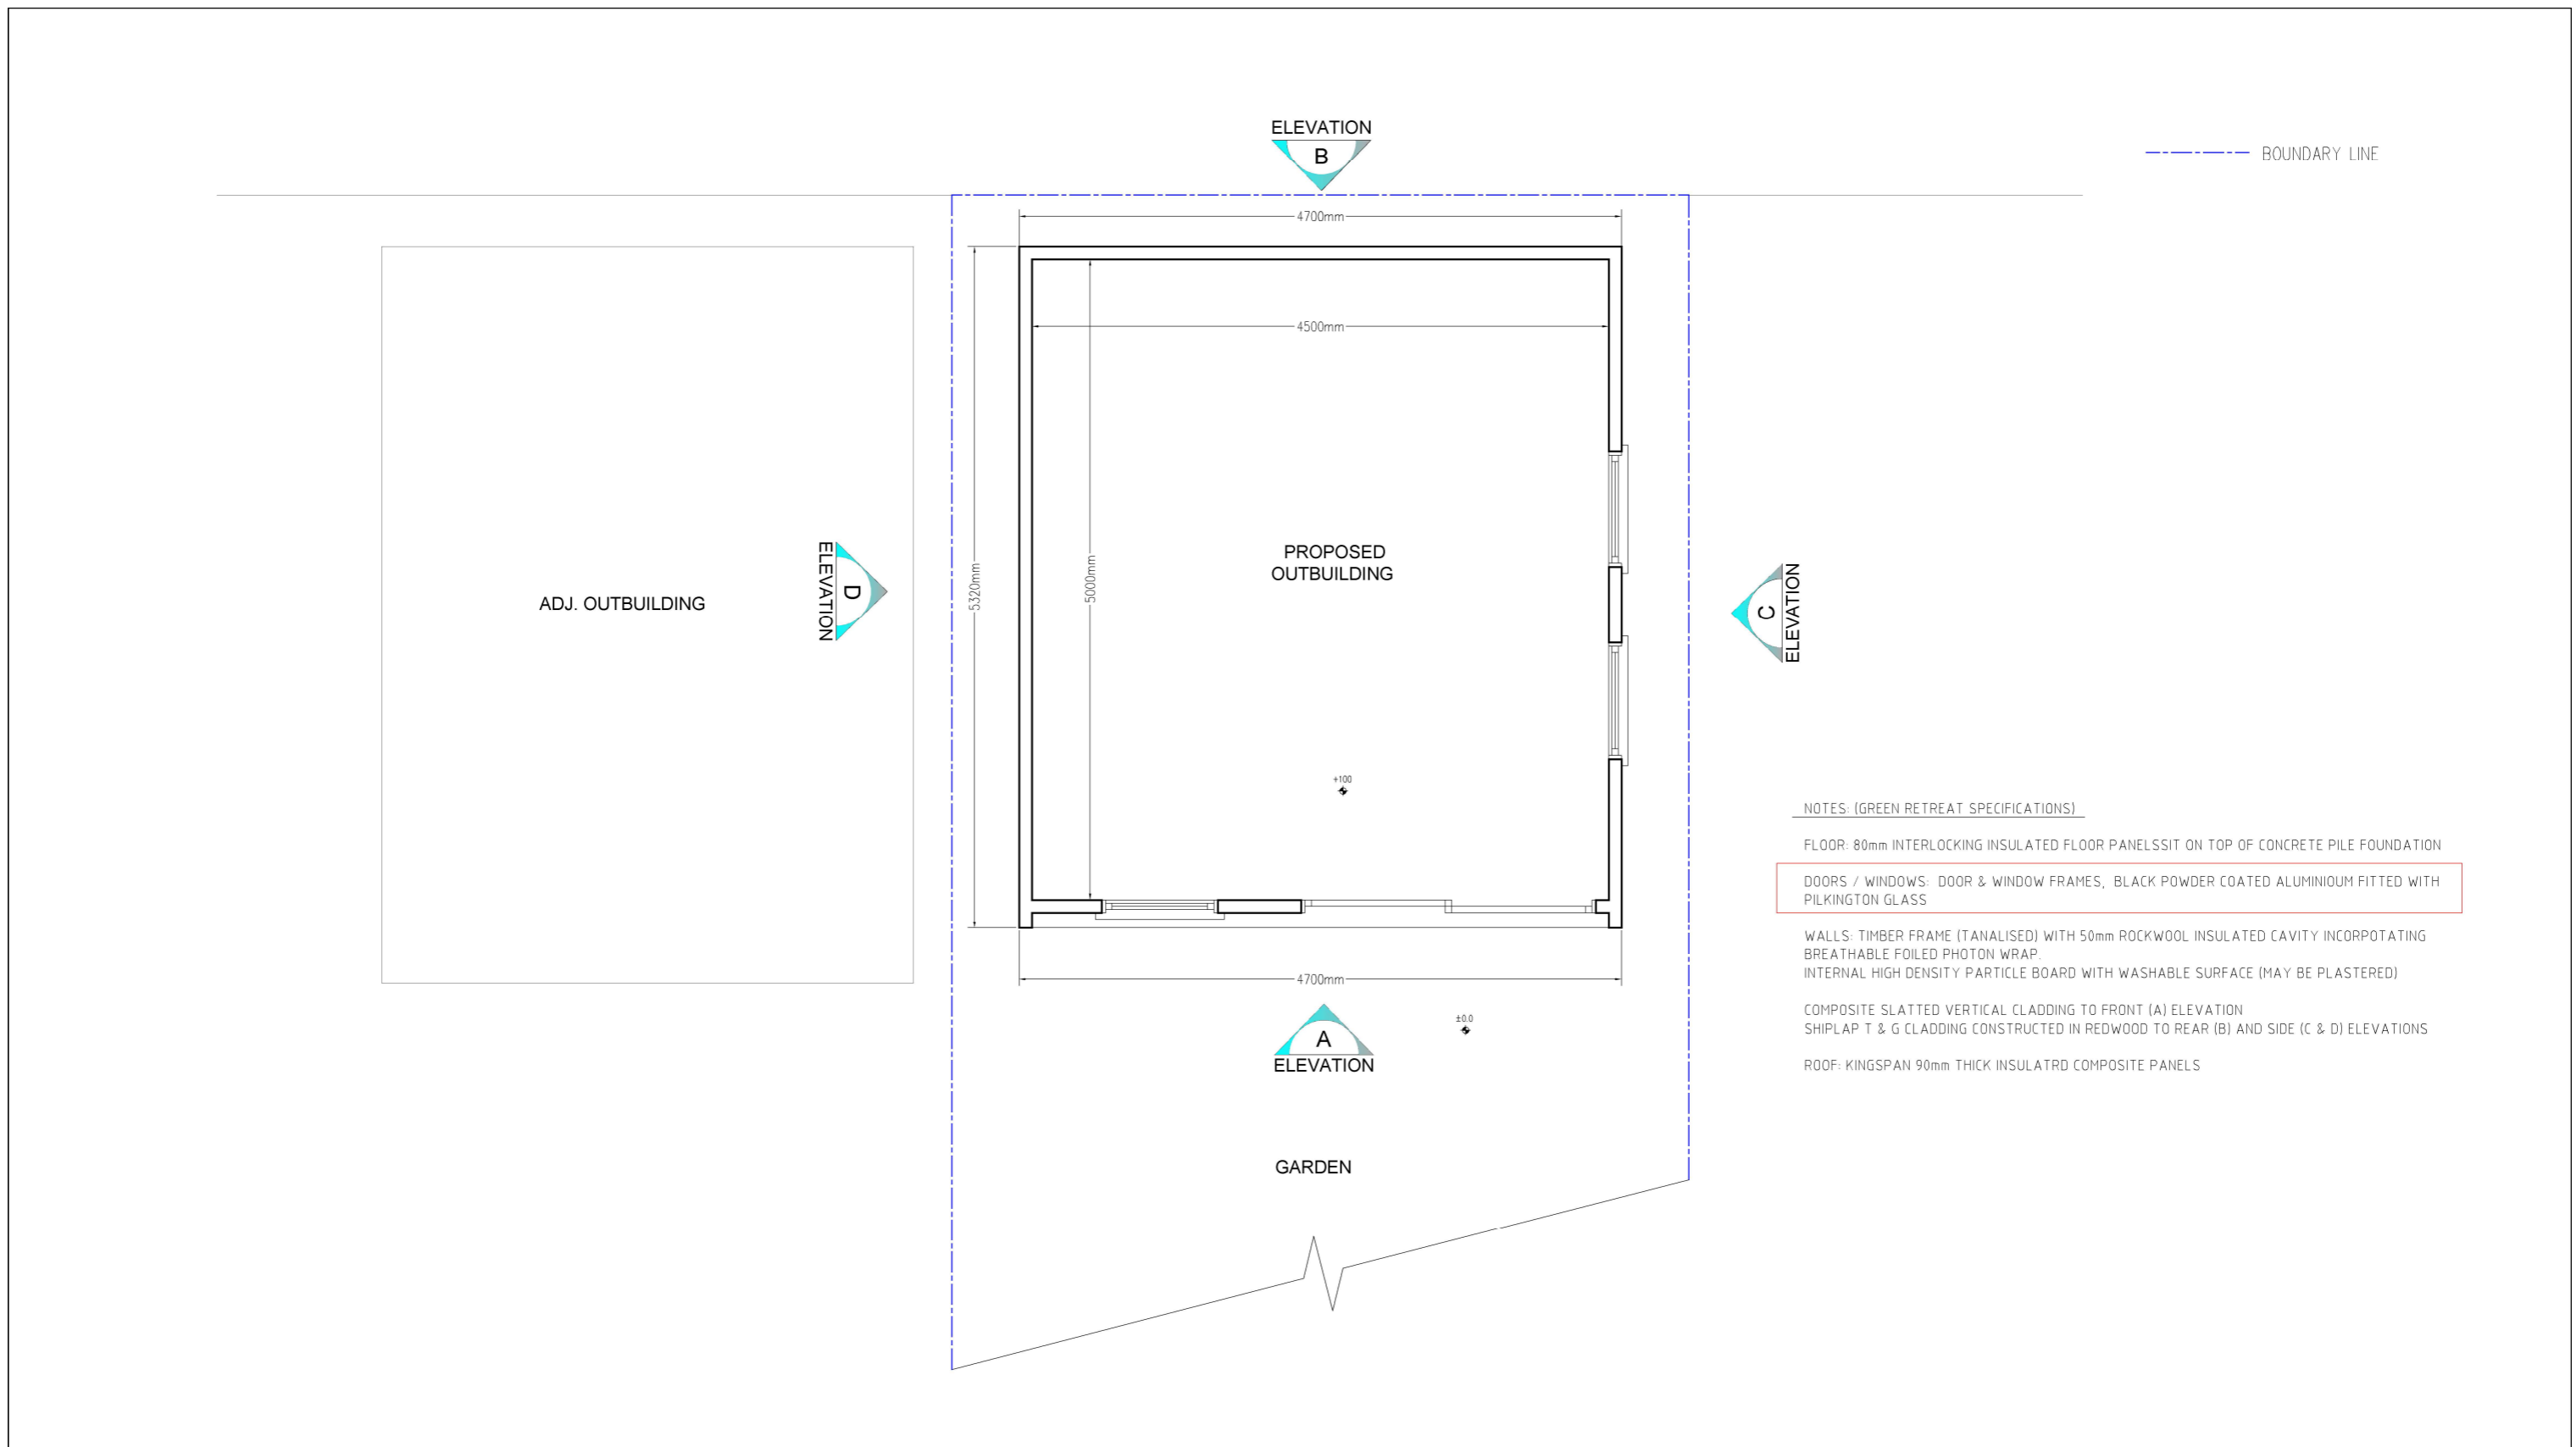 ELEVATION
B
BOUNDARY LINE
4700mm
4500mm
5320mm
5000mm
PROPOSED
OUTBUILDING
ADJ. OUTBUILDING
ELEVATION
D
C
ELEVATION
+100
4700mm
±0.0
A
ELEVATION
GARDEN
NOTES: (GREEN RETREAT SPECIFICATIONS)
FLOOR: 80mm INTERLOCKING INSULATED FLOOR PANELSSIT ON TOP OF CONCRETE PILE FOUNDATION
DOORS / WINDOWS: DOOR & WINDOW FRAMES, BLACK POWDER COATED ALUMINIOUM FITTED WITH
PILKINGTON GLASS
WALLS: TIMBER FRAME (TANALISED) WITH 50mm ROCKWOOL INSULATED CAVITY INCORPOTATING
BREATHABLE FOILED PHOTON WRAP.
INTERNAL HIGH DENSITY PARTICLE BOARD WITH WASHABLE SURFACE (MAY BE PLASTERED)
COMPOSITE SLATTED VERTICAL CLADDING TO FRONT (A) ELEVATION
SHIPLAP T & G CLADDING CONSTRUCTED IN REDWOOD TO REAR (B) AND SIDE (C & D) ELEVATIONS
ROOF: KINGSPAN 90mm THICK INSULATRD COMPOSITE PANELS